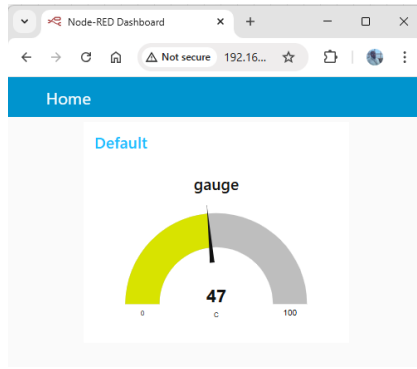 Node-RED Dashboard
Not secure 192.16...
Home
Default
gauge
47
0 C 100